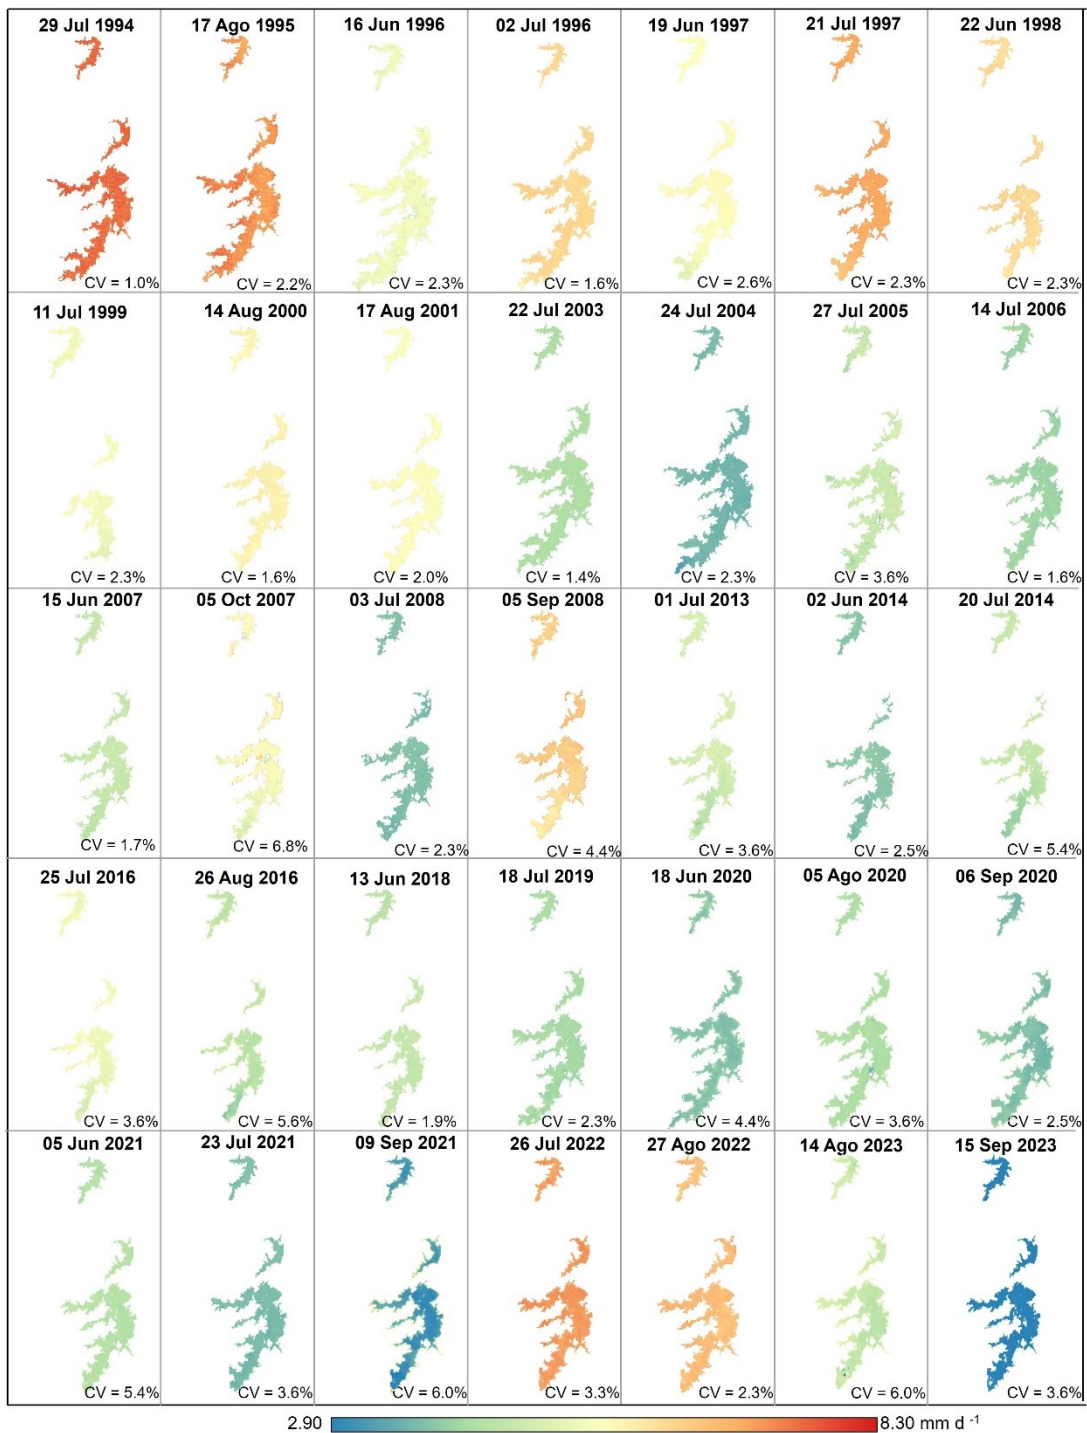 29 Jul 1994 17 Ago 1995 16 Jun 1996 02 Jul 1996 19 Jun 1997 21 Jul 1997 22 Jun 1998
CV = 1.0% CV = 2.2% CV = 2.3% CV = 1.6% CV = 2.6% CV = 2.3% CV = 2.3%
11 Jul 1999 14 Aug 2000 17 Aug 2001 22 Jul 2003 24 Jul 2004 27 Jul 2005 14 Jul 2006
CV = 2.3% CV = 1.6% CV = 2.0% CV = 1.4% CV = 2.3% CV = 3.6% CV = 1.6%
15 Jun 2007 05 Oct 2007 03 Jul 2008 05 Sep 2008 01 Jul 2013 02 Jun 2014 20 Jul 2014
CV = 1.7% CV = 6.8% CV = 2.3% CV = 4.4% CV = 3.6% CV = 2.5% CV = 5.4%
25 Jul 2016 26 Aug 2016 13 Jun 2018 18 Jul 2019 18 Jun 2020 05 Ago 2020 06 Sep 2020
CV = 3.6% CV = 5.6% CV = 1.9% CV = 2.3% CV = 4.4% CV = 3.6% CV = 2.5%
05 Jun 2021 23 Jul 2021 09 Sep 2021 26 Jul 2022 27 Ago 2022 14 Ago 2023 15 Sep 2023
CV = 5.4% CV = 3.6% CV = 6.0% CV = 3.3% CV = 2.3% CV = 6.0% CV = 3.6%
2.90 8.30 mm d⁻¹